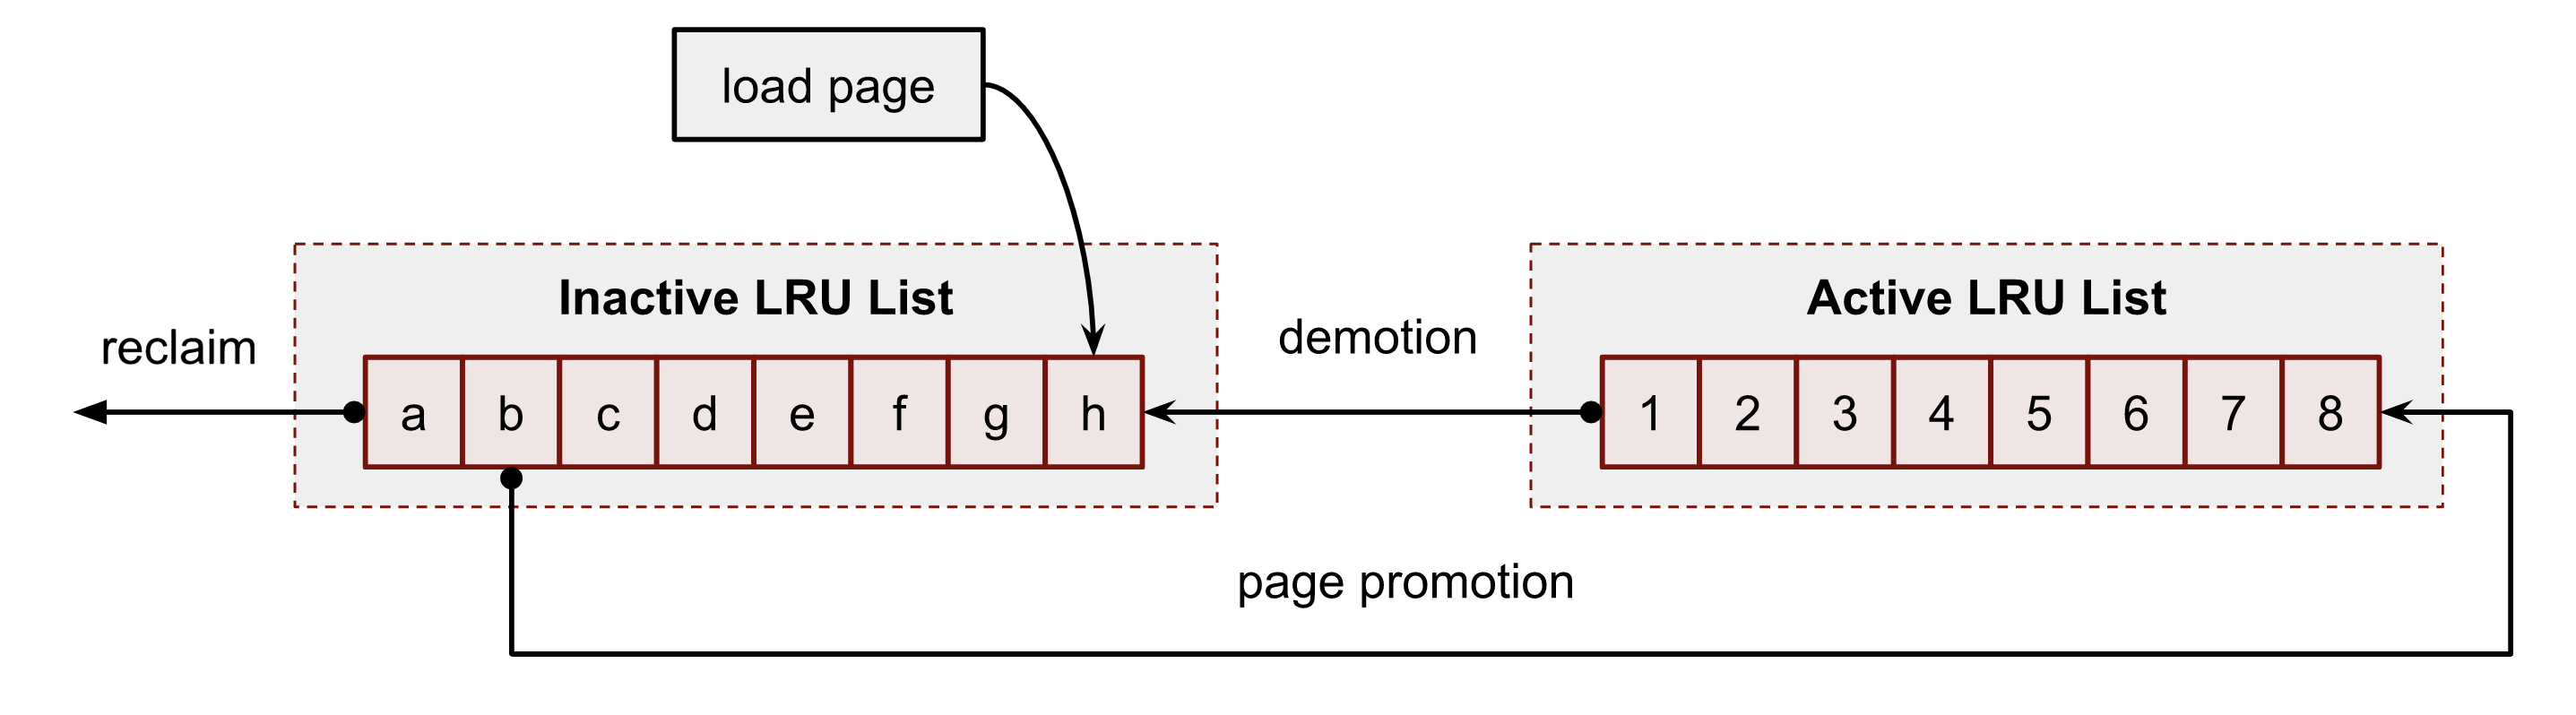 load page
Inactive LRU List
Active LRU List
reclaim
demotion
a b c d e f g h
1 2 3 4 5 6 7 8
page promotion